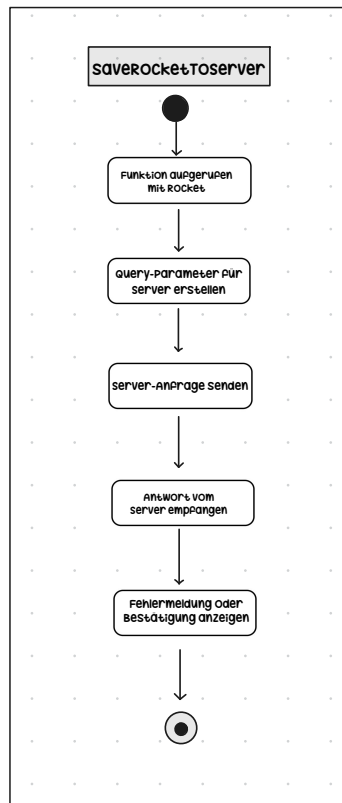 saveRocketToServer
Funktion aufgerufen
mit Rocket
Query-Parameter für
Server erstellen
Server-Anfrage senden
Antwort vom
Server empfangen
Fehlermeldung oder
Bestätigung anzeigen